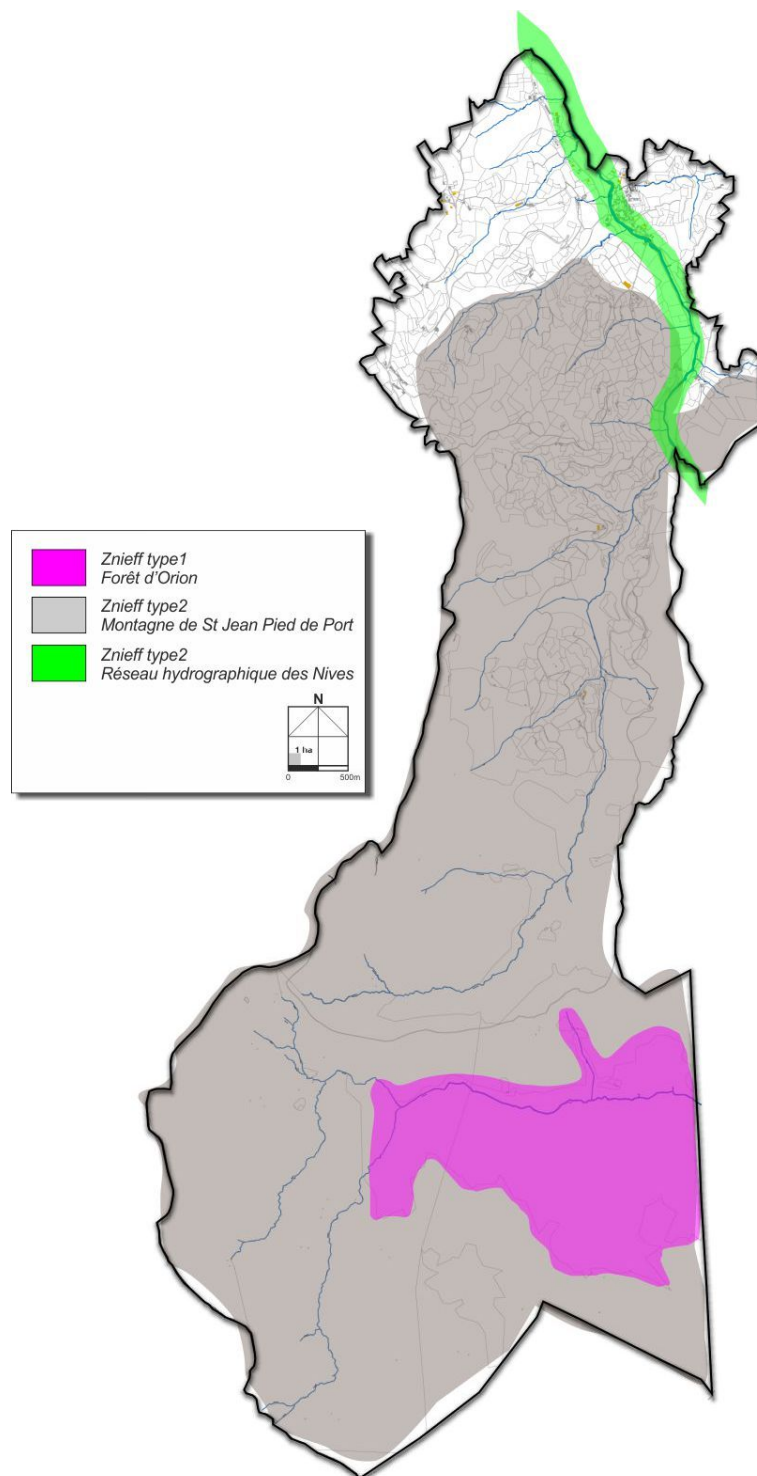 Znieff type1
Forêt d'Orion
Znieff type2
Montagne de St Jean Pied de Port
Znieff type2
Réseau hydrographique des Nives
N
1 ha
0 500m